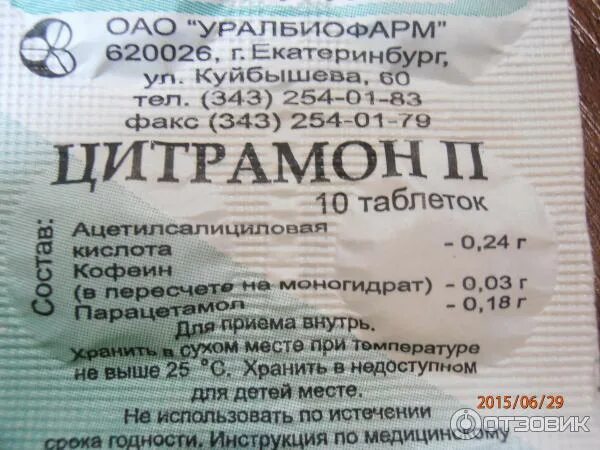 ОАО "УРАЛБИОФАРМ"
620026, г. Екатеринбург,
ул. Куйбышева, 60
тел. (343) 254-01-83
факс (343) 254-01-79
ЦИТРАМОН П
10 таблеток
Состав:
Ацетилсалициловая
кислота - 0,24 г
Кофеин
(в пересчете на моногидрат) - 0,03 г
Парацетамол - 0,18 г
Для приема внутрь.
Хранить в сухом месте при температуре
не выше 25 °С. Хранить в недоступном
для детей месте.
Не использовать по истечении
срока годности. Инструкция по медицинскому
2015/06/29
ОТЗОВИК